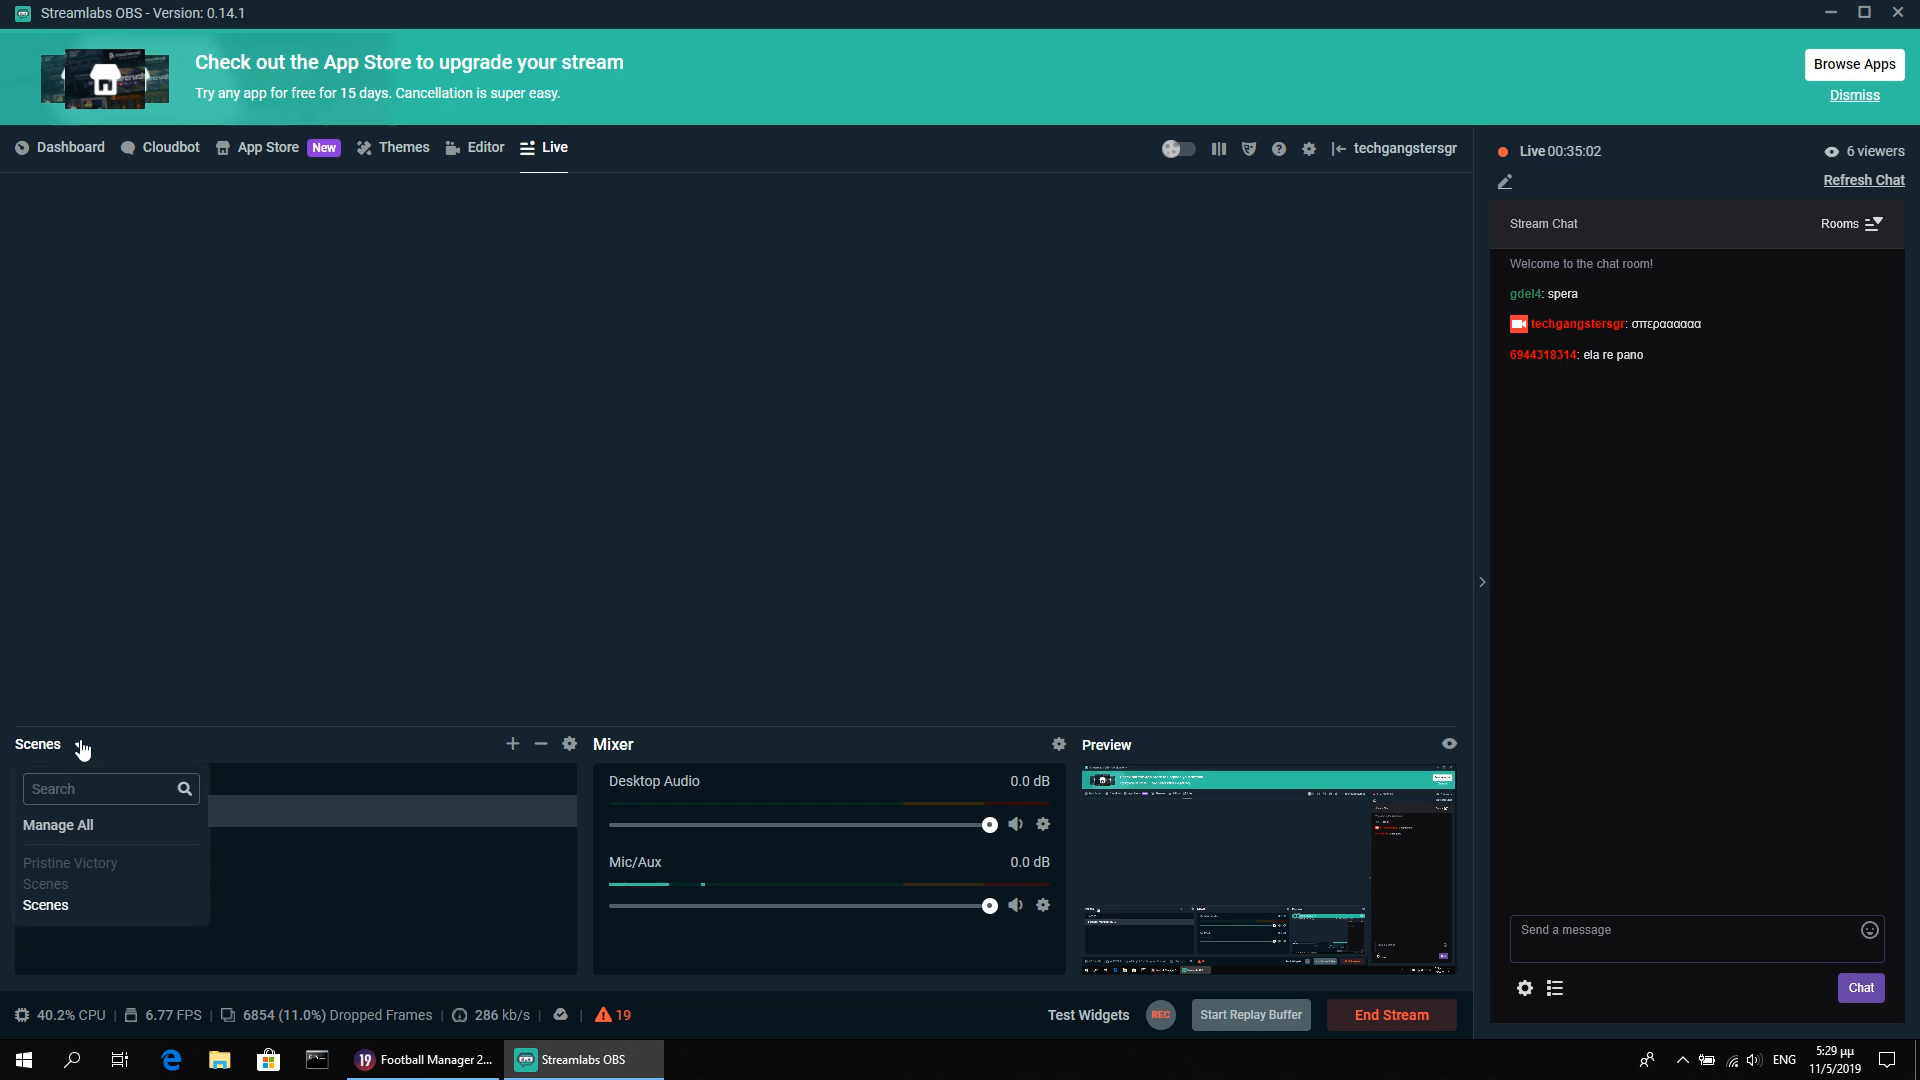 Streamlabs OBS - Version: 0.14.1
Check out the App Store to upgrade your stream
Try any app for free for 15 days. Cancellation is super easy.
Browse Apps
Dismiss
Dashboard Cloudbot App Store New Themes Editor Live
techgangstersgr
Live 00:35:02
6 viewers
Refresh Chat
Stream Chat
Rooms
Welcome to the chat room!
gdel4: spera
techgangstersgr: σπεραααααα
6944318314: ela re pano
Scenes
Search
Manage All
Pristine Victory
Scenes
Scenes
Mixer
Desktop Audio 0.0 dB
Mic/Aux 0.0 dB
Preview
Send a message
Chat
40.2% CPU 6.77 FPS 6854 (11.0%) Dropped Frames 286 kb/s 19
Test Widgets REC Start Replay Buffer End Stream
19 Football Manager 2...
Streamlabs OBS
ENG
5:29 μμ
11/5/2019